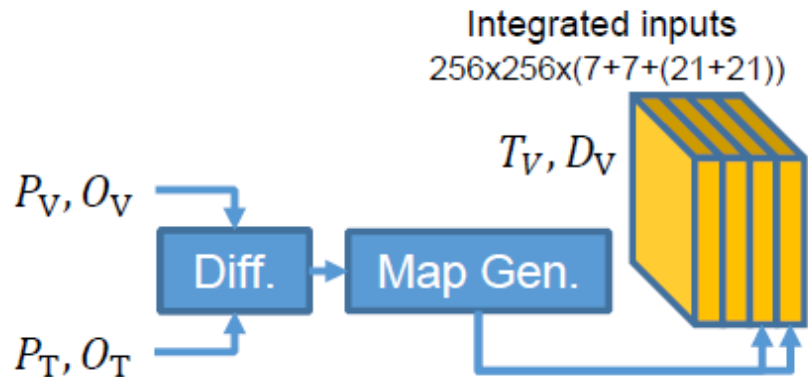 Integrated inputs
256x256x(7+7+(21+21))
T_V, D_V
P_V, O_V
Diff.
Map Gen.
P_T, O_T